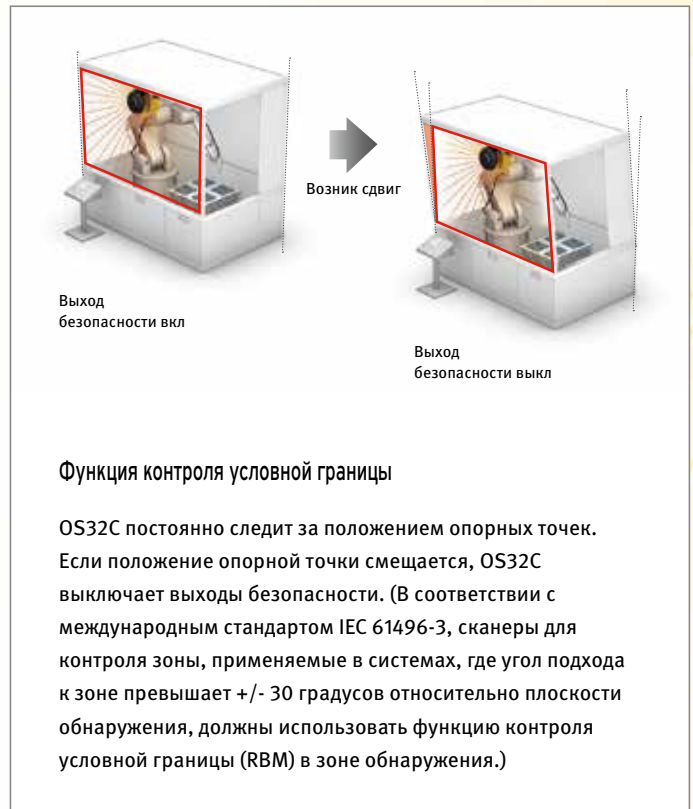 Возник сдвиг
Выход
безопасности вкл
Выход
безопасности выкл
Функция контроля условной границы
OS32C постоянно следит за положением опорных точек.
Если положение опорной точки смещается, OS32C
выключает выходы безопасности. (В соответствии с
международным стандартом IEC 61496-3, сканеры для
контроля зоны, применяемые в системах, где угол подхода
к зоне превышает +/- 30 градусов относительно плоскости
обнаружения, должны использовать функцию контроля
условной границы (RBM) в зоне обнаружения.)